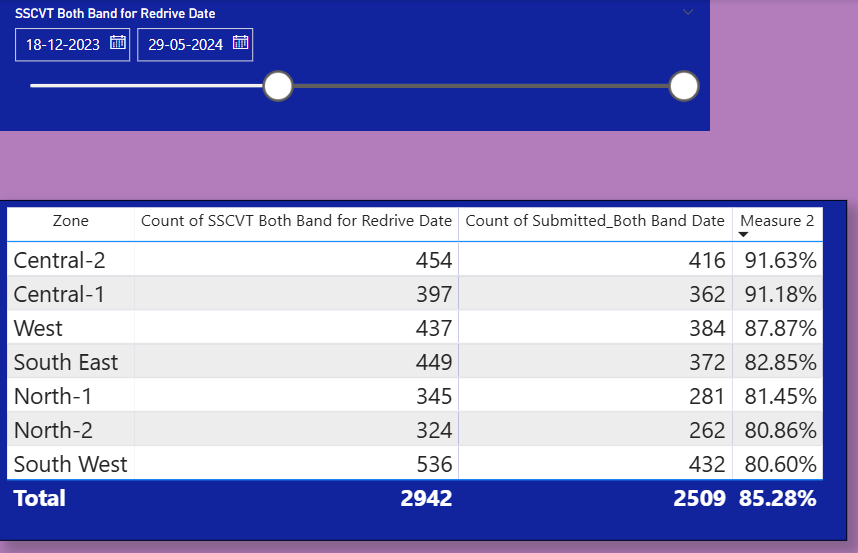 SSCVT Both Band for Redrive Date
18-12-2023 29-05-2024
Zone Count of SSCVT Both Band for Redrive Date Count of Submitted_Both Band Date Measure 2
Central-2 454 416 91.63%
Central-1 397 362 91.18%
West 437 384 87.87%
South East 449 372 82.85%
North-1 345 281 81.45%
North-2 324 262 80.86%
South West 536 432 80.60%
Total 2942 2509 85.28%